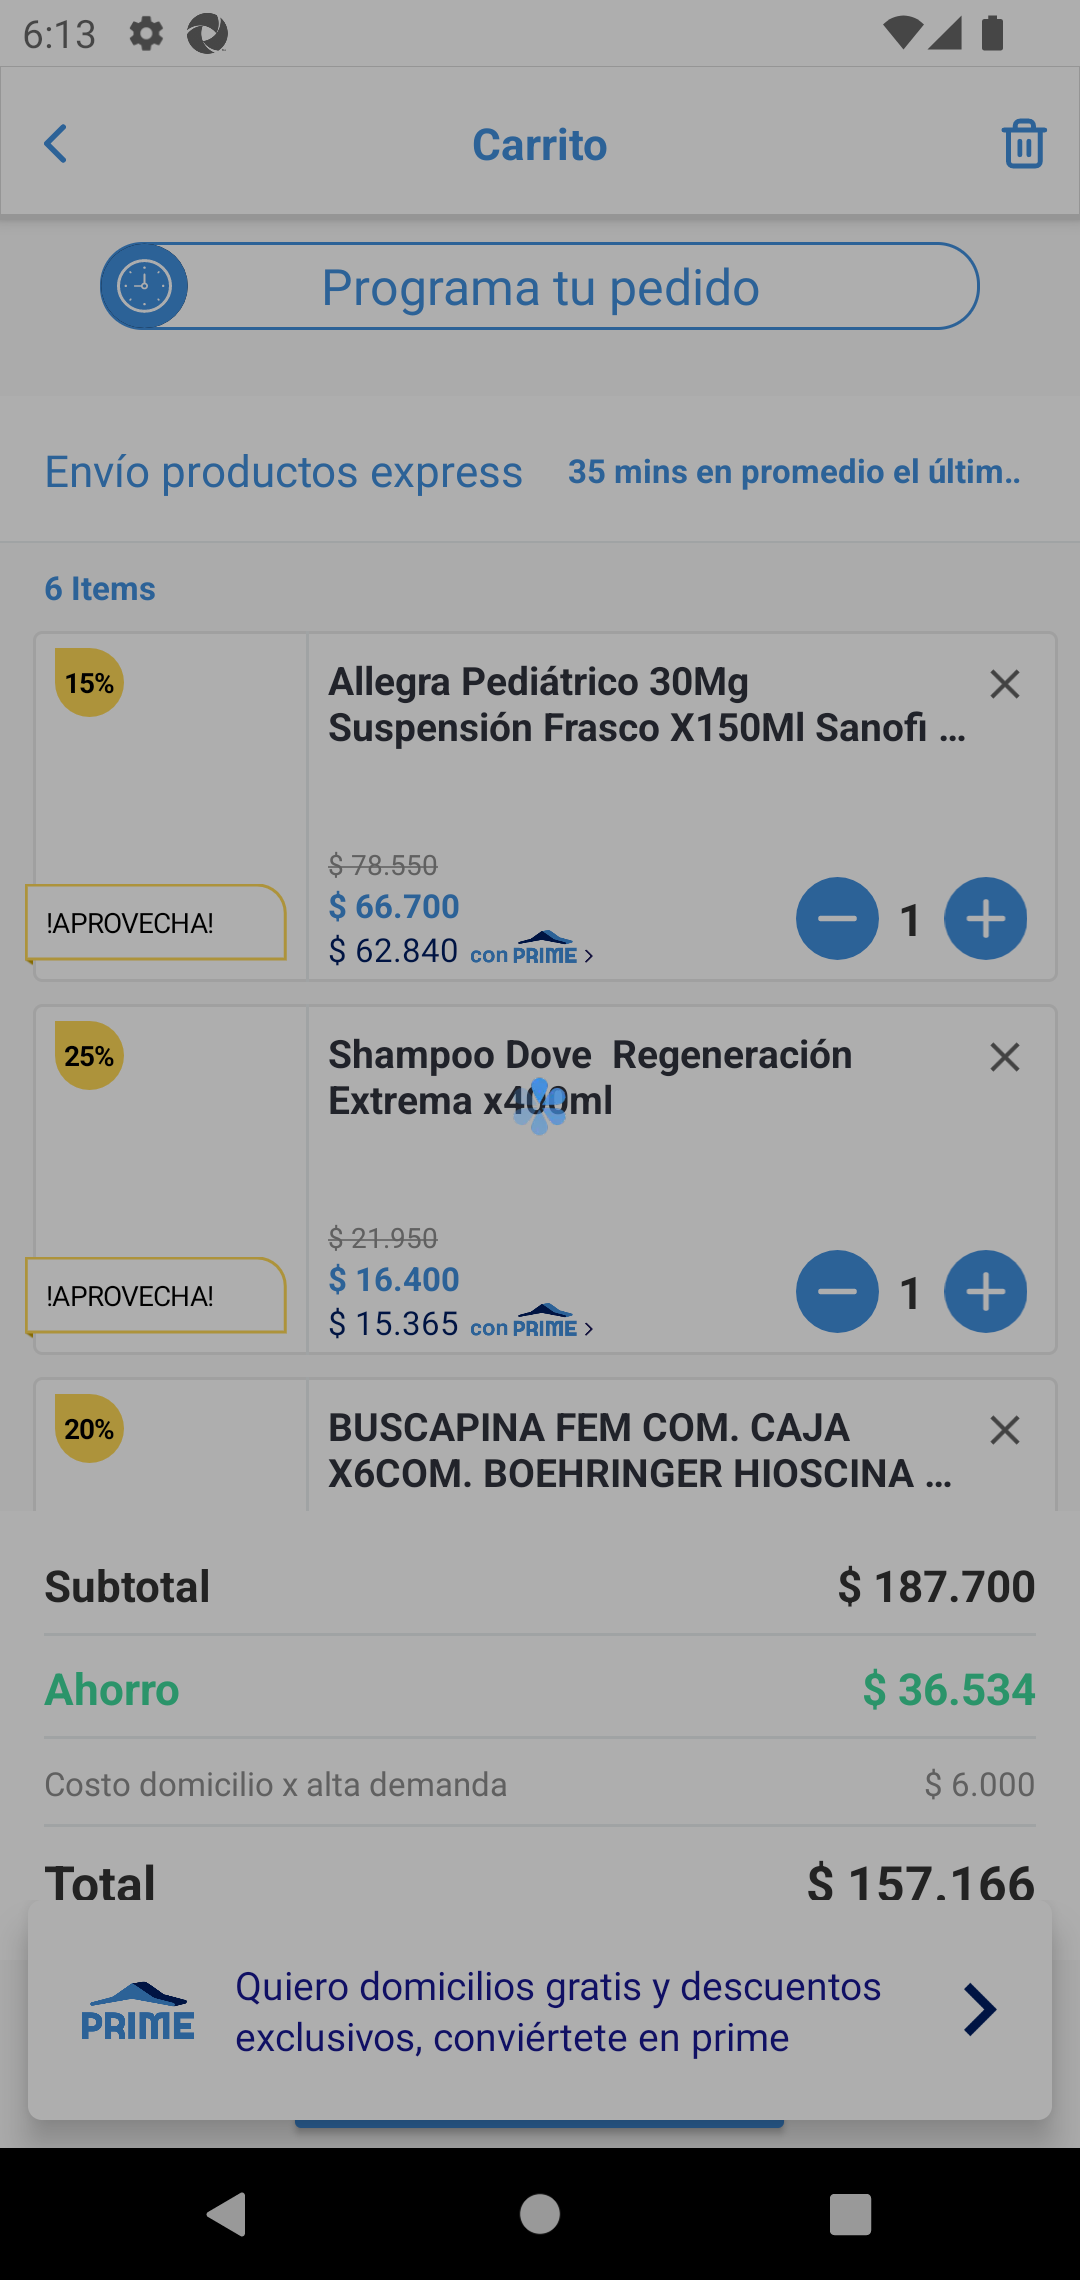 6:13
Carrito
Programa tu pedido
Envío productos express
35 mins en promedio el últim..
6 Items
15%
Allegra Pediátrico 30Mg
Suspensión Frasco X150Ml Sanofi ...
$ 78.550
$ 66.700
!APROVECHA!
$ 62.840 con PRIME >
1
25%
Shampoo Dove  Regeneración
Extrema x400ml
$ 21.950
$ 16.400
!APROVECHA!
$ 15.365 con PRIME >
1
20%
BUSCAPINA FEM COM. CAJA
X6COM. BOEHRINGER HIOSCINA ...
Subtotal $ 187.700
Ahorro $ 36.534
Costo domicilio x alta demanda $ 6.000
Total $ 157.166
PRIME
Quiero domicilios gratis y descuentos
exclusivos, conviértete en prime